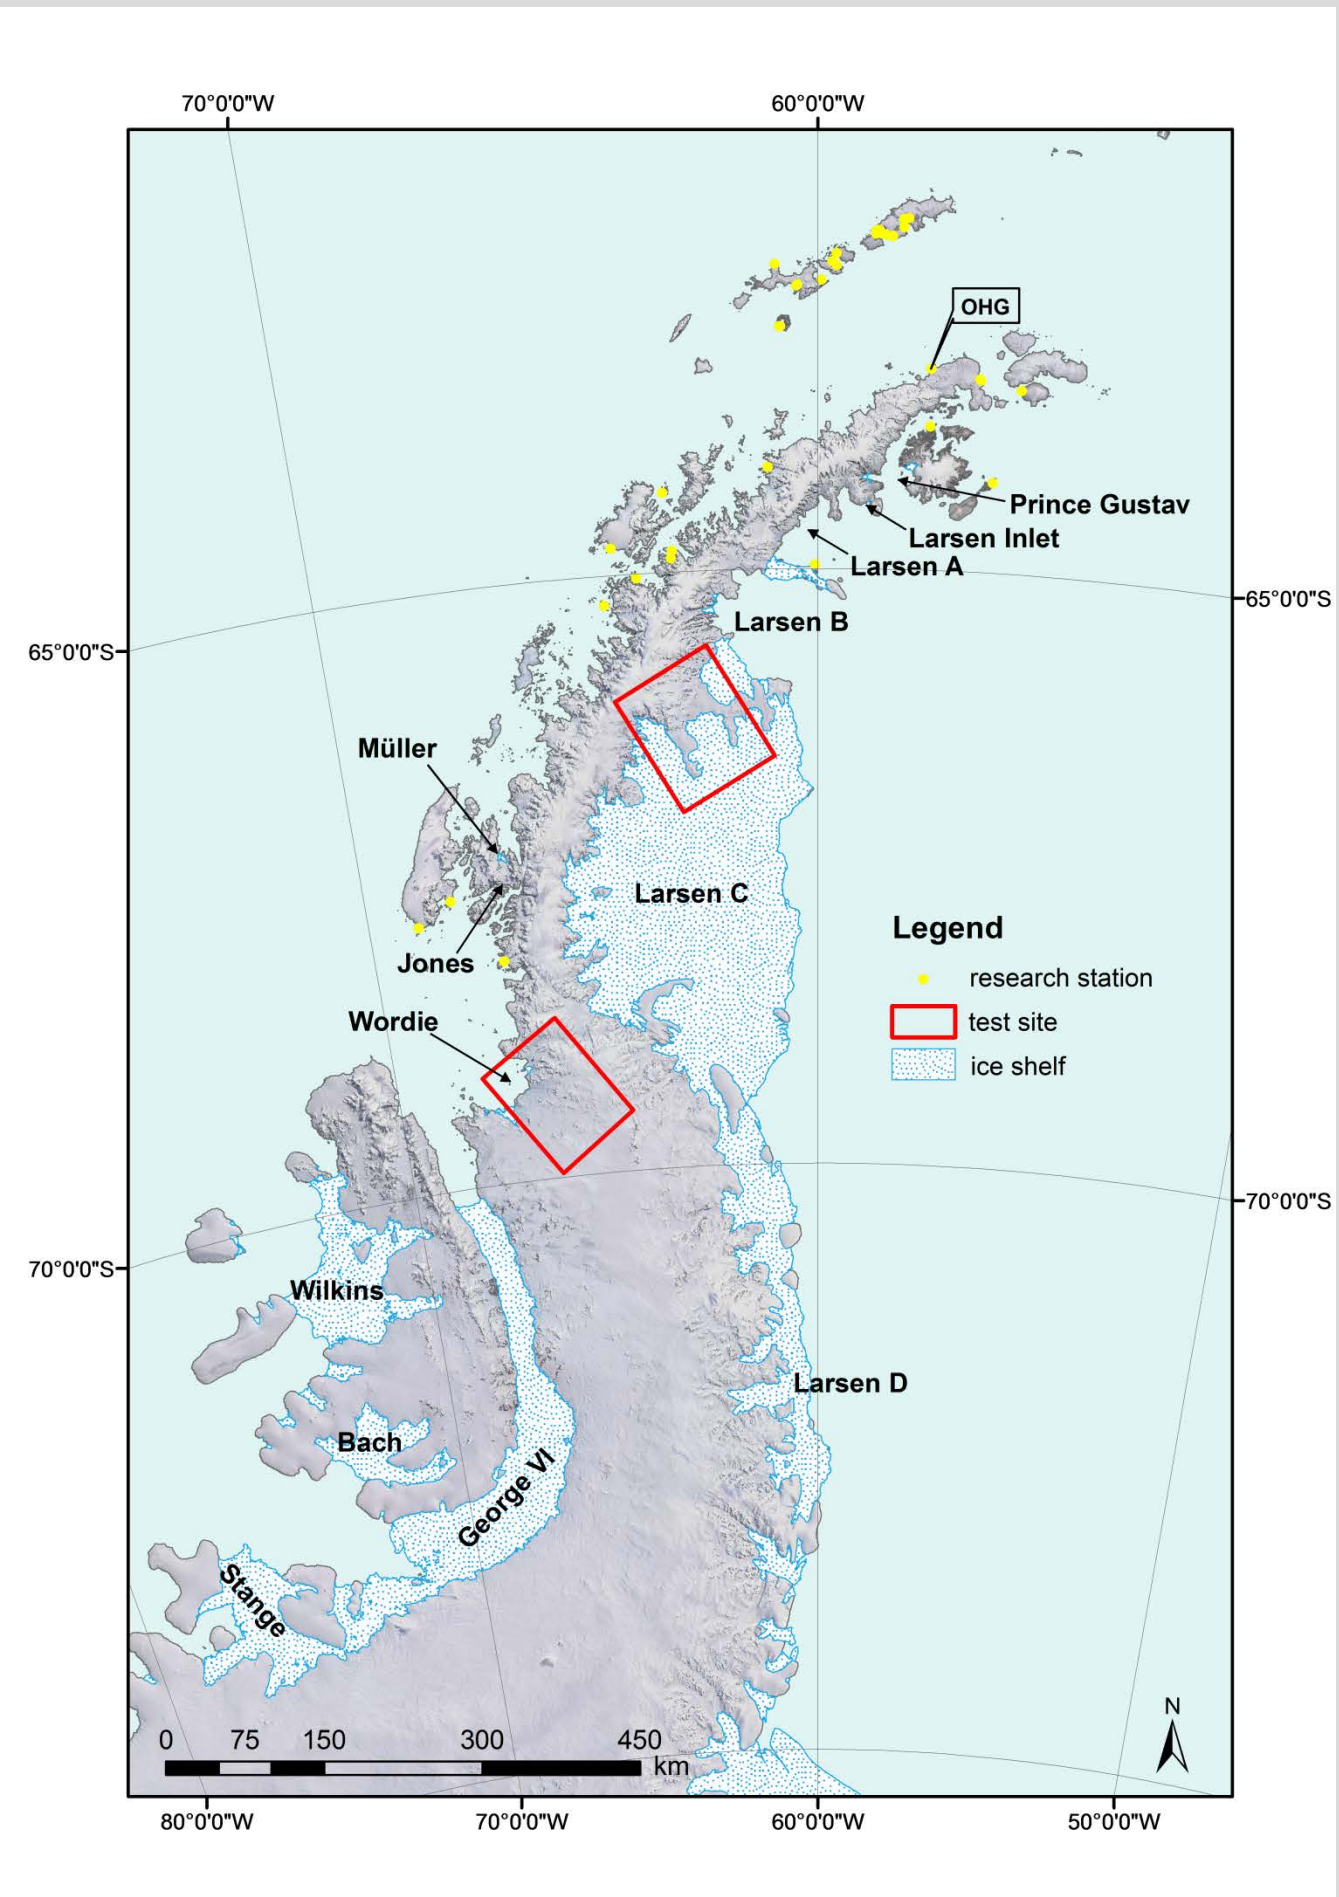 70°0'0"W
60°0'0"W
OHG
Prince Gustav
Larsen Inlet
Larsen A
65°0'0"S
Larsen B
65°0'0"S
Müller
Larsen C
Legend
research station
test site
ice shelf
Jones
Wordie
70°0'0"S
70°0'0"S
Wilkins
Larsen D
Bach
George VI
Stange
N
0 75 150 300 450
km
80°0'0"W
70°0'0"W
60°0'0"W
50°0'0"W